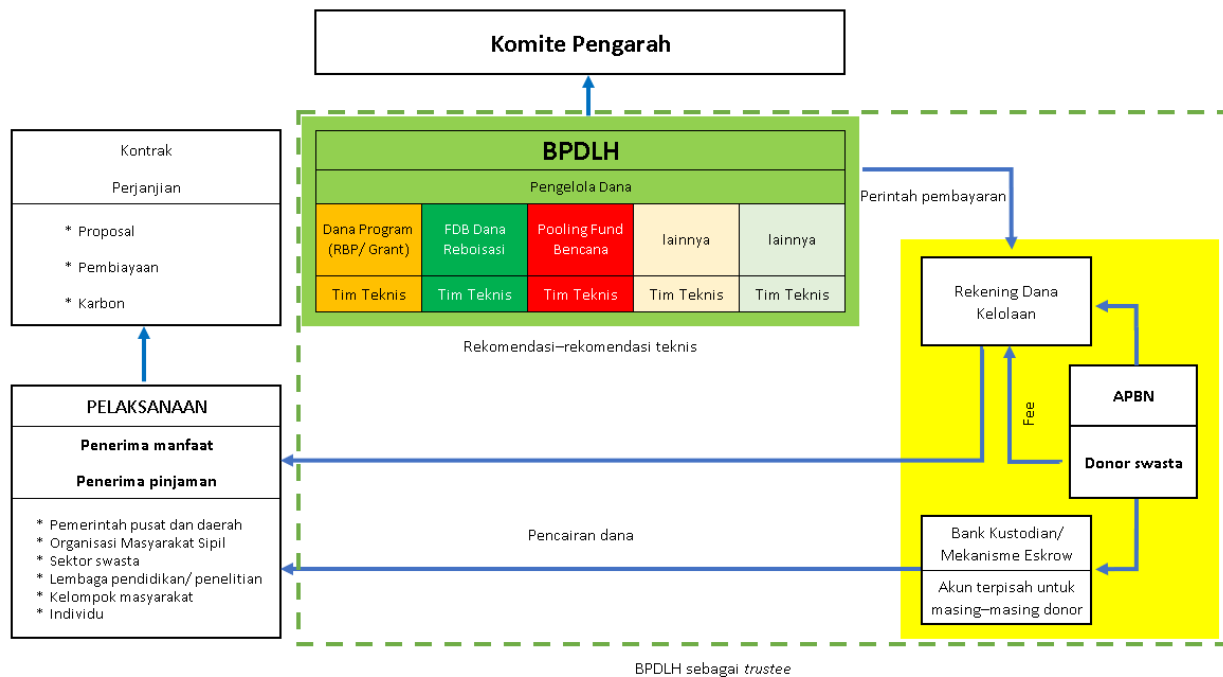 Komite Pengarah
Kontrak
Perjanjian
* Proposal
* Pembiayaan
* Karbon
BPDLH
Pengelola Dana
Dana Program
(RBP/ Grant)
FDB Dana
Reboisasi
Pooling Fund
Bencana
lainnya
lainnya
Tim Teknis
Tim Teknis
Tim Teknis
Tim Teknis
Tim Teknis
Rekomendasi–rekomendasi teknis
Perintah pembayaran
Rekening Dana
Kelolaan
Fee
APBN
Donor swasta
Bank Kustodian/
Mekanisme Eskrow
Akun terpisah untuk
masing–masing donor
PELAKSANAAN
Penerima manfaat
Penerima pinjaman
* Pemerintah pusat dan daerah
* Organisasi Masyarakat Sipil
* Sektor swasta
* Lembaga pendidikan/ penelitian
* Kelompok masyarakat
* Individu
Pencairan dana
BPDLH sebagai trustee